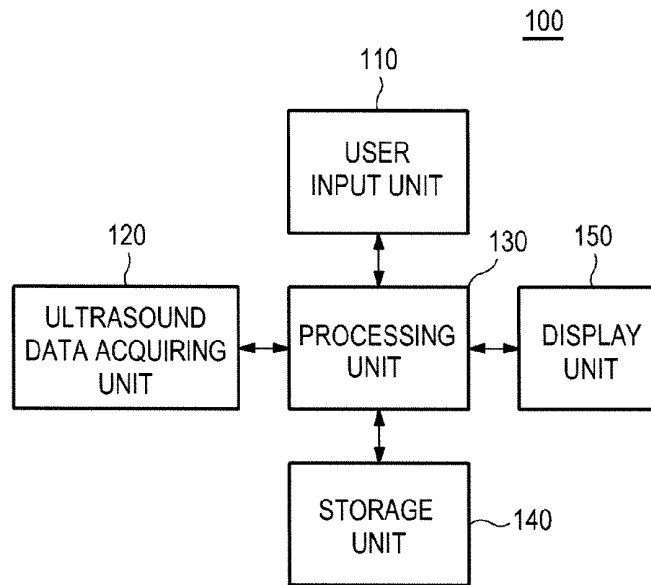 100
110
USER
INPUT UNIT
120
130
150
ULTRASOUND
DATA ACQUIRING
UNIT
PROCESSING
UNIT
DISPLAY
UNIT
STORAGE
UNIT
140